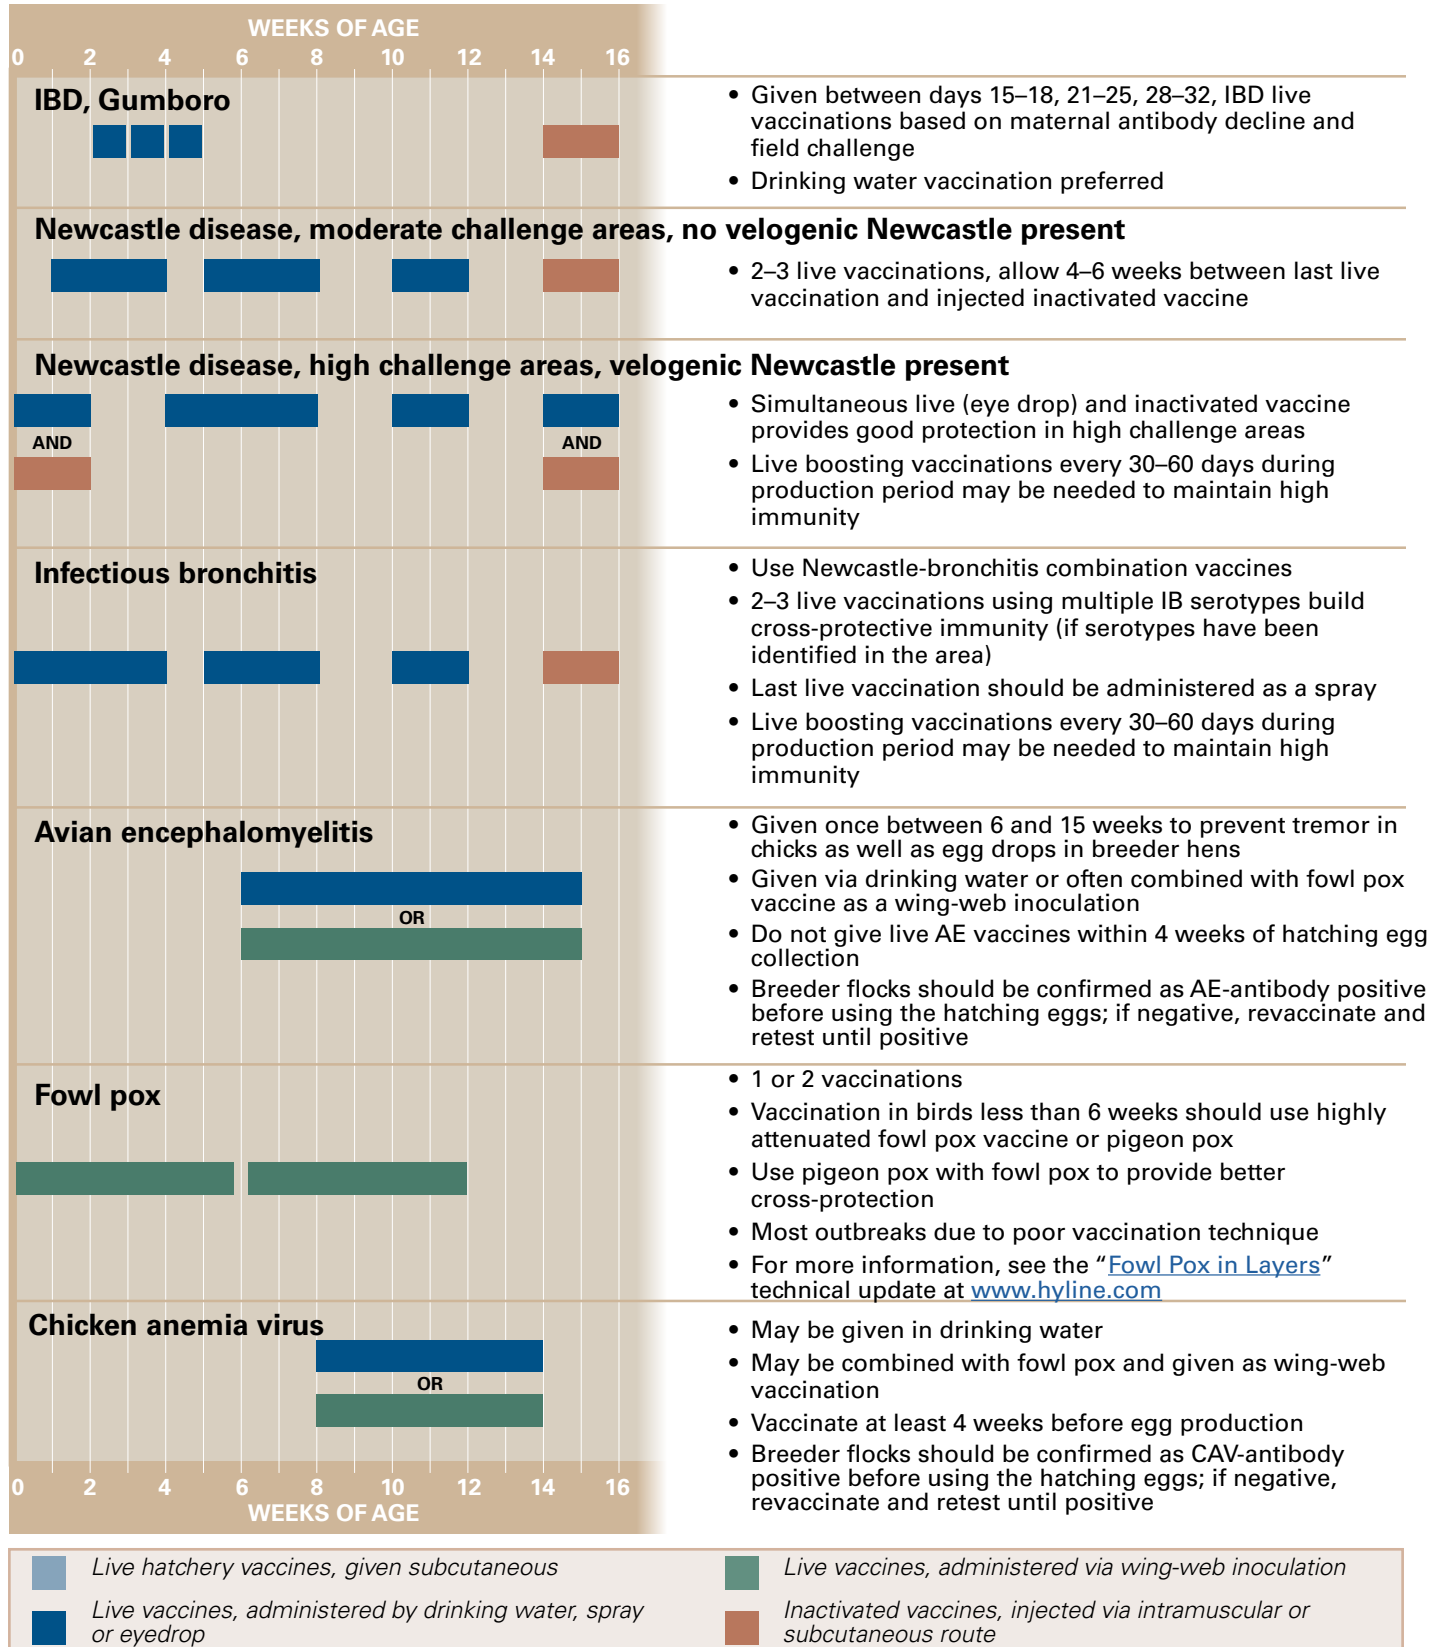 WEEKS OF AGE
0 2 4 6 8 10 12 14 16
IBD, Gumboro
• Given between days 15–18, 21–25, 28–32, IBD live
vaccinations based on maternal antibody decline and
field challenge
• Drinking water vaccination preferred
Newcastle disease, moderate challenge areas, no velogenic Newcastle present
• 2–3 live vaccinations, allow 4–6 weeks between last live
vaccination and injected inactivated vaccine
Newcastle disease, high challenge areas, velogenic Newcastle present
AND AND
• Simultaneous live (eye drop) and inactivated vaccine
provides good protection in high challenge areas
• Live boosting vaccinations every 30–60 days during
production period may be needed to maintain high
immunity
Infectious bronchitis
• Use Newcastle-bronchitis combination vaccines
• 2–3 live vaccinations using multiple IB serotypes build
cross-protective immunity (if serotypes have been
identified in the area)
• Last live vaccination should be administered as a spray
• Live boosting vaccinations every 30–60 days during
production period may be needed to maintain high
immunity
Avian encephalomyelitis
OR
• Given once between 6 and 15 weeks to prevent tremor in
chicks as well as egg drops in breeder hens
• Given via drinking water or often combined with fowl pox
vaccine as a wing-web inoculation
• Do not give live AE vaccines within 4 weeks of hatching egg
collection
• Breeder flocks should be confirmed as AE-antibody positive
before using the hatching eggs; if negative, revaccinate and
retest until positive
Fowl pox
• 1 or 2 vaccinations
• Vaccination in birds less than 6 weeks should use highly
attenuated fowl pox vaccine or pigeon pox
• Use pigeon pox with fowl pox to provide better
cross-protection
• Most outbreaks due to poor vaccination technique
• For more information, see the “Fowl Pox in Layers”
technical update at www.hyline.com
Chicken anemia virus
OR
• May be given in drinking water
• May be combined with fowl pox and given as wing-web
vaccination
• Vaccinate at least 4 weeks before egg production
• Breeder flocks should be confirmed as CAV-antibody
positive before using the hatching eggs; if negative,
revaccinate and retest until positive
0 2 4 6 8 10 12 14 16
WEEKS OF AGE
Live hatchery vaccines, given subcutaneous
Live vaccines, administered by drinking water, spray
or eyedrop
Live vaccines, administered via wing-web inoculation
Inactivated vaccines, injected via intramuscular or
subcutaneous route